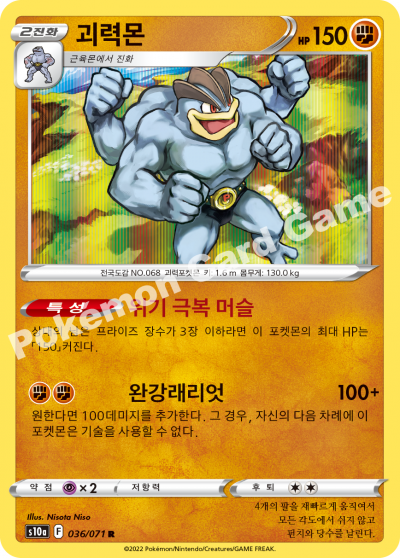 2진화
괴력몬
HP 150
근육몬에서 진화
전국도감 NO.068 괴력포켓몬 키: 1.6 m 몸무게: 130.0 kg
특성 위기 극복 머슬
상대의 남은 프라이즈 장수가 3장 이하라면 이 포켓몬의 최대 HP는
「150」커진다.
완강래리엇 100+
원한다면 100데미지를 추가한다. 그 경우, 자신의 다음 차례에 이
포켓몬은 기술을 사용할 수 없다.
약점 ×2 저항력 후퇴
Illus. Nisota Niso
s10a F 036/071 R
4개의 팔을 재빠르게 움직여서
모든 각도에서 쉬지 않고
펀치와 당수를 날린다.
©2022 Pokémon/Nintendo/Creatures/GAME FREAK.
Pokémon Card Game